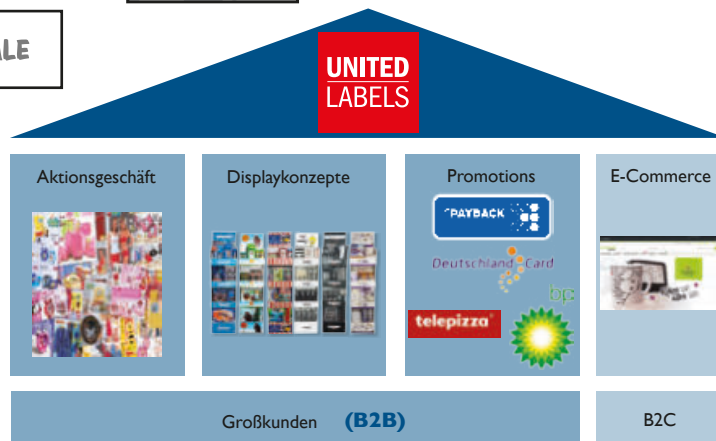 ALE
UNITED
LABELS
Aktionsgeschäft
Displaykonzepte
Promotions
E-Commerce
PAYBACK
DeutschlandCard
bp
telepizza
Großkunden (B2B)
B2C